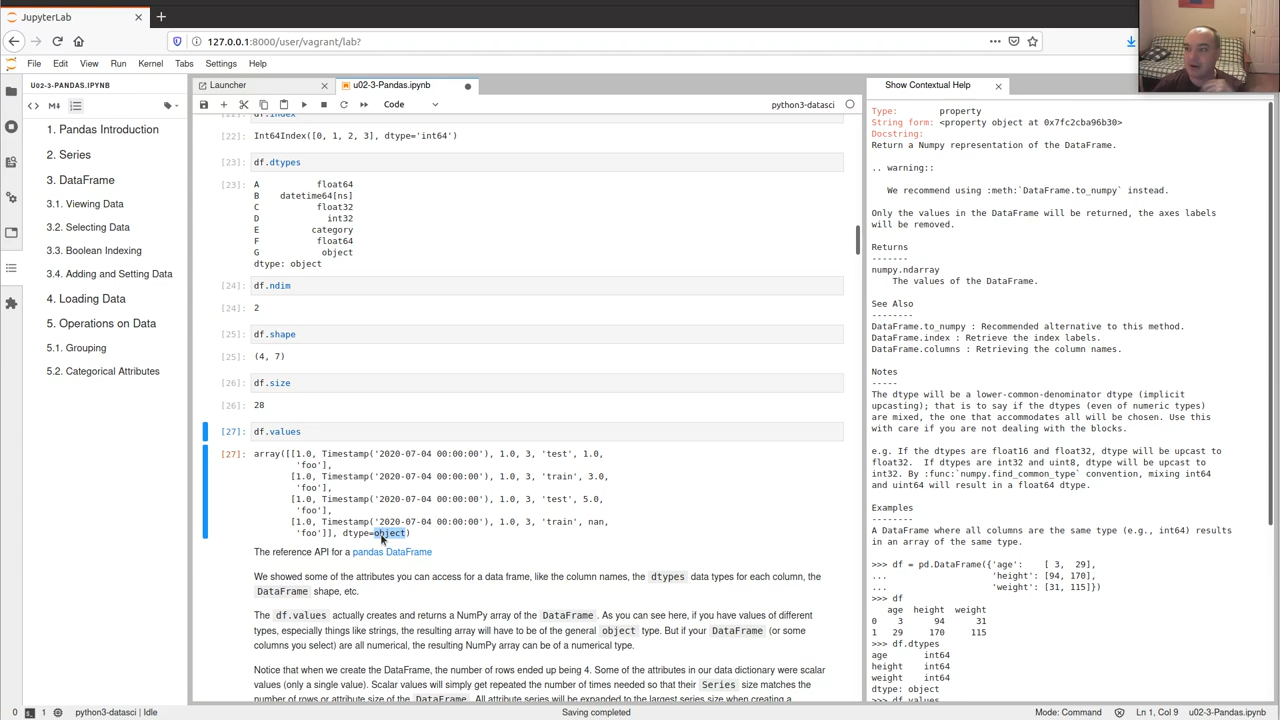 JupyterLab
127.0.0.1:8000/user/vagrant/lab?
File Edit View Run Kernel Tabs Settings Help
U02-3-PANDAS.IPYNB
1. Pandas Introduction
2. Series
3. DataFrame
3.1. Viewing Data
3.2. Selecting Data
3.3. Boolean Indexing
3.4. Adding and Setting Data
4. Loading Data
5. Operations on Data
5.1. Grouping
5.2. Categorical Attributes
Launcher
u02-3-Pandas.ipynb
Code
python3-datasci
[22]: Int64Index([0, 1, 2, 3], dtype='int64')
[23]: df.dtypes
[23]: A float64
B datetime64[ns]
C float32
D int32
E category
F float64
G object
dtype: object
[24]: df.ndim
[24]: 2
[25]: df.shape
[25]: (4, 7)
[26]: df.size
[26]: 28
[27]: df.values
[27]: array([[1.0, Timestamp('2020-07-04 00:00:00'), 1.0, 3, 'test', 1.0,
'foo'],
[1.0, Timestamp('2020-07-04 00:00:00'), 1.0, 3, 'train', 3.0,
'foo'],
[1.0, Timestamp('2020-07-04 00:00:00'), 1.0, 3, 'test', 5.0,
'foo'],
[1.0, Timestamp('2020-07-04 00:00:00'), 1.0, 3, 'train', nan,
'foo']], dtype=object)
The reference API for a pandas DataFrame
We showed some of the attributes you can access for a data frame, like the column names, the dtypes data types for each column, the
DataFrame shape, etc.
The df.values actually creates and returns a NumPy array of the DataFrame. As you can see here, if you have values of different
types, especially things like strings, the resulting array will have to be of the general object type. But if your DataFrame (or some
columns you select) are all numerical, the resulting NumPy array can be of a numerical type.
Notice that when we create the DataFrame, the number of rows ended up being 4. Some of the attributes in our data dictionary were scalar
values (only a single value). Scalar values will simply get repeated the number of times needed so that their Series size matches the
number of rows or attribute size of the DataFrame. All attribute series will be expanded to the largest series size when creating a
Show Contextual Help
Type: property
String form: <property object at 0x7fc2cba96b30>
Docstring:
Return a Numpy representation of the DataFrame.
.. warning::
We recommend using :meth:`DataFrame.to_numpy` instead.
Only the values in the DataFrame will be returned, the axes labels
will be removed.
Returns
-------
numpy.ndarray
The values of the DataFrame.
See Also
--------
DataFrame.to_numpy : Recommended alternative to this method.
DataFrame.index : Retrieve the index labels.
DataFrame.columns : Retrieving the column names.
Notes
-----
The dtype will be a lower-common-denominator dtype (implicit
upcasting); that is to say if the dtypes (even of numeric types)
are mixed, the one that accommodates all will be chosen. Use this
with care if you are not dealing with the blocks.
e.g. If the dtypes are float16 and float32, dtype will be upcast to
float32. If dtypes are int32 and uint8, dtype will be upcast to
int32. By :func:`numpy.find_common_type` convention, mixing int64
and uint64 will result in a float64 dtype.
Examples
--------
A DataFrame where all columns are the same type (e.g., int64) results
in an array of the same type.
>>> df = pd.DataFrame({'age': [ 3, 29],
... 'height': [94, 170],
... 'weight': [31, 115]})
>>> df
age height weight
0 3 94 31
1 29 170 115
>>> df.dtypes
age int64
height int64
weight int64
dtype: object
>>> df.values
0 1 python3-datasci | Idle
Saving completed
Mode: Command
Ln 1, Col 9
u02-3-Pandas.ipynb